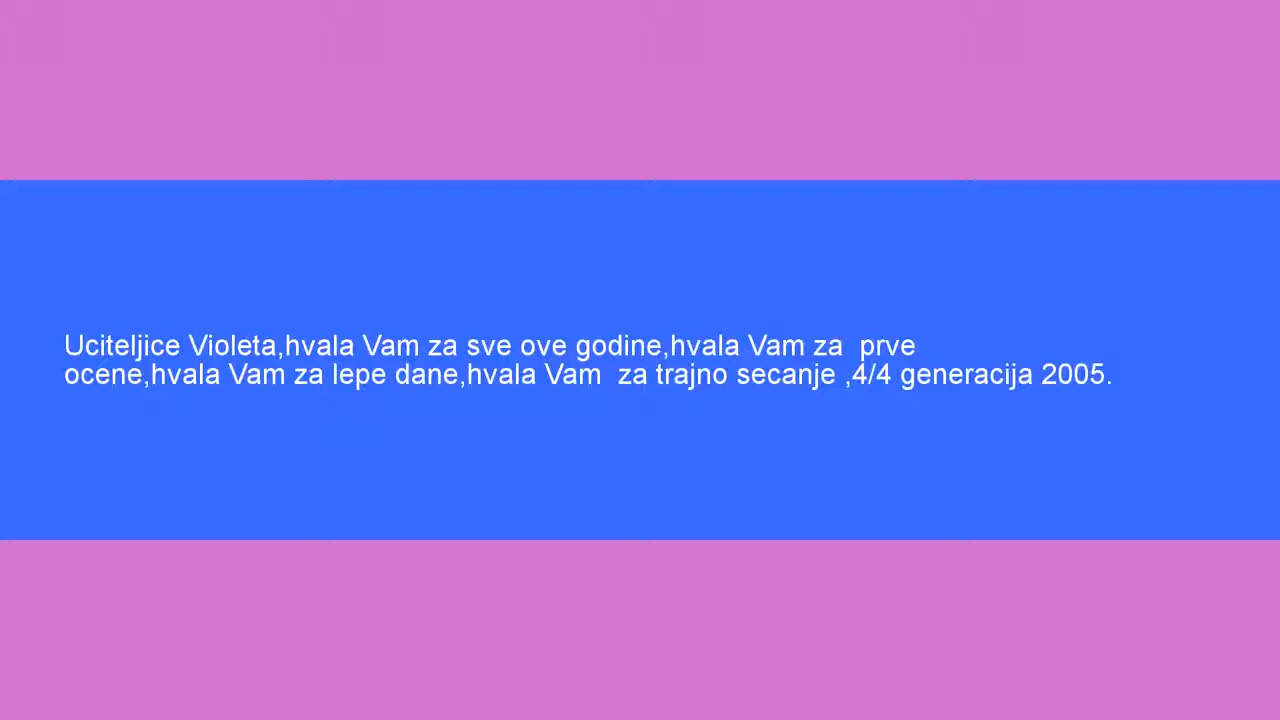 Uciteljice Violeta,hvala Vam za sve ove godine,hvala Vam za  prve
ocene,hvala Vam za lepe dane,hvala Vam  za trajno secanje ,4/4 generacija 2005.